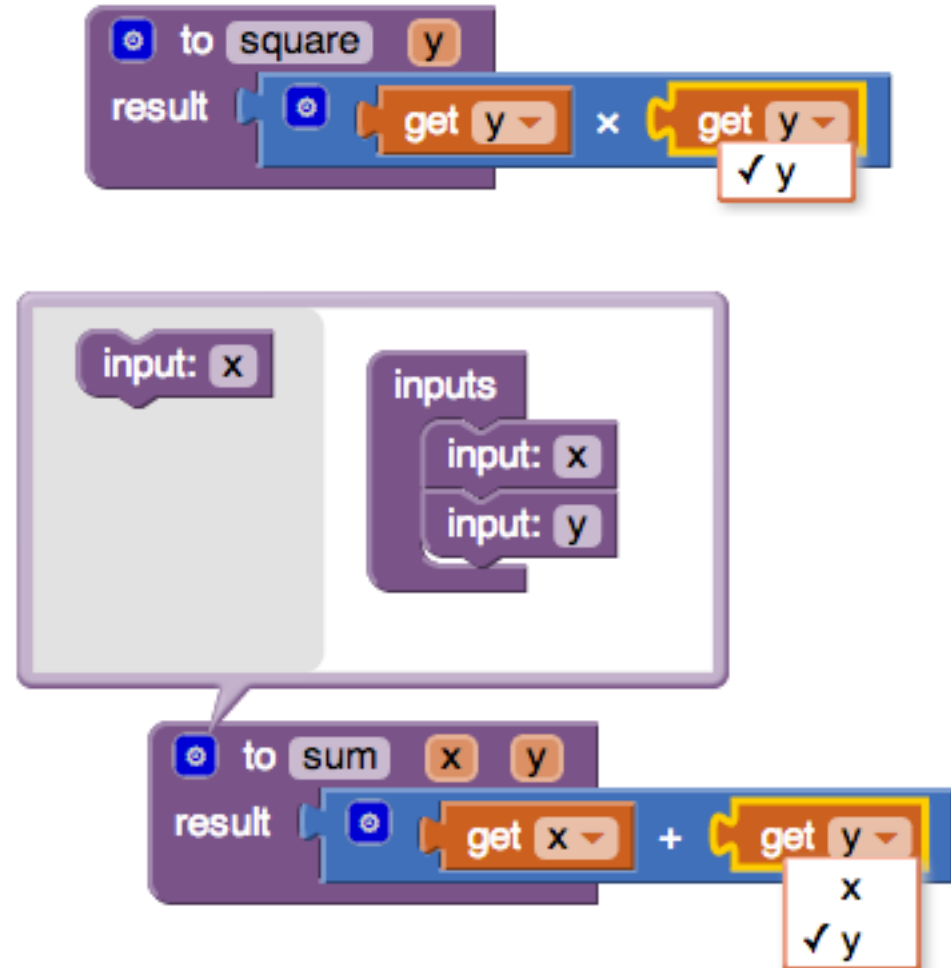 to square y
result get y × get y
✓ y
input: x
inputs
input: x
input: y
to sum x y
result get x + get y
x
✓ y